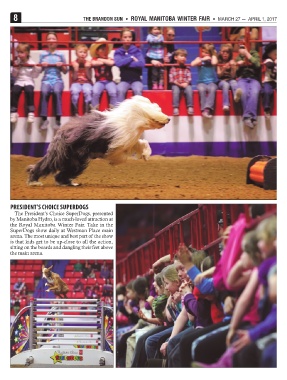 8
THE BRANDON SUN • ROYAL MANITOBA WINTER FAIR • MARCH 27 — APRIL 1, 2017
PRESIDENT'S CHOICE SUPERDOGS
The President's Choice SuperDogs, presented
by Manitoba Hydro, is a much-loved attraction at
the Royal Manitoba Winter Fair. Take in the
SuperDogs show daily at Westman Place main
arena. The most unique and best part of the show
is that kids get to be up-close to all the action,
sitting on the boards and dangling their feet above
the main arena.